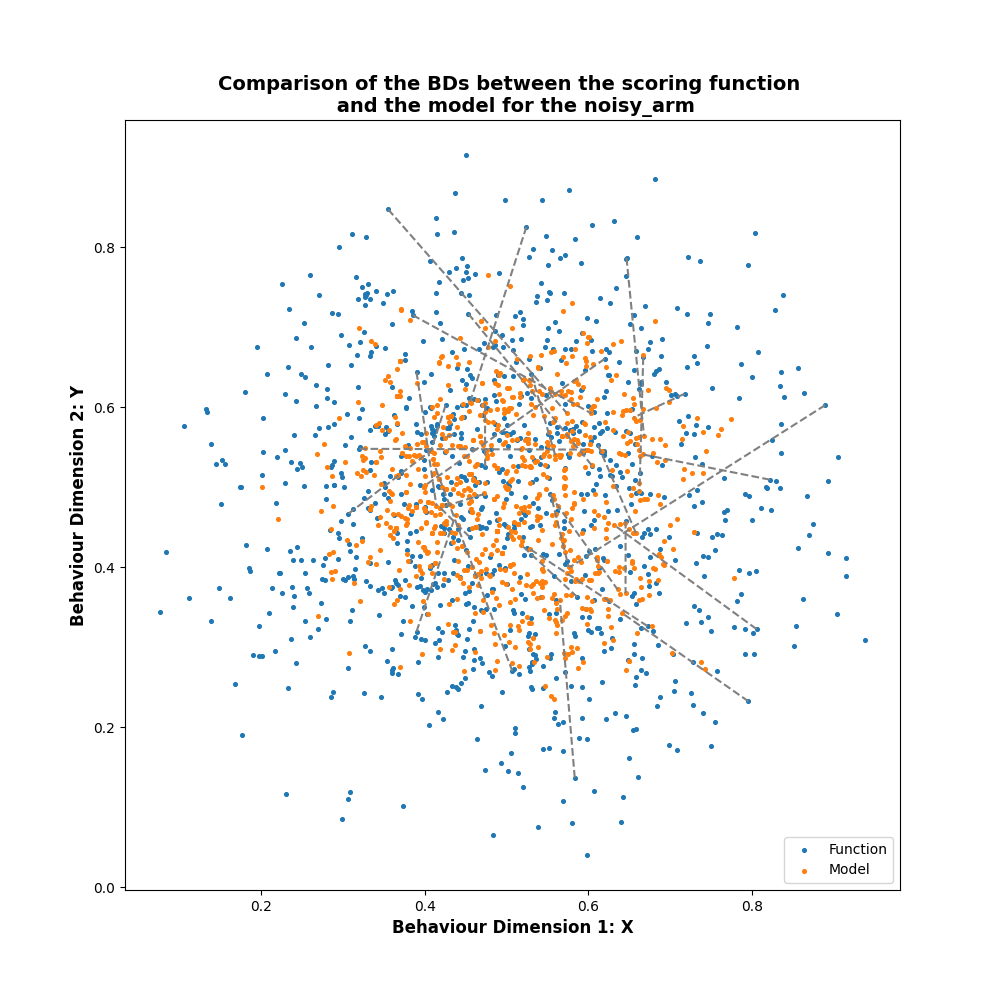 Comparison of the BDs between the scoring function
and the model for the noisy_arm
Behaviour Dimension 2: Y
0.8
0.6
0.4
0.2
0.0
0.2
0.4
0.6
0.8
Behaviour Dimension 1: X
Function
Model